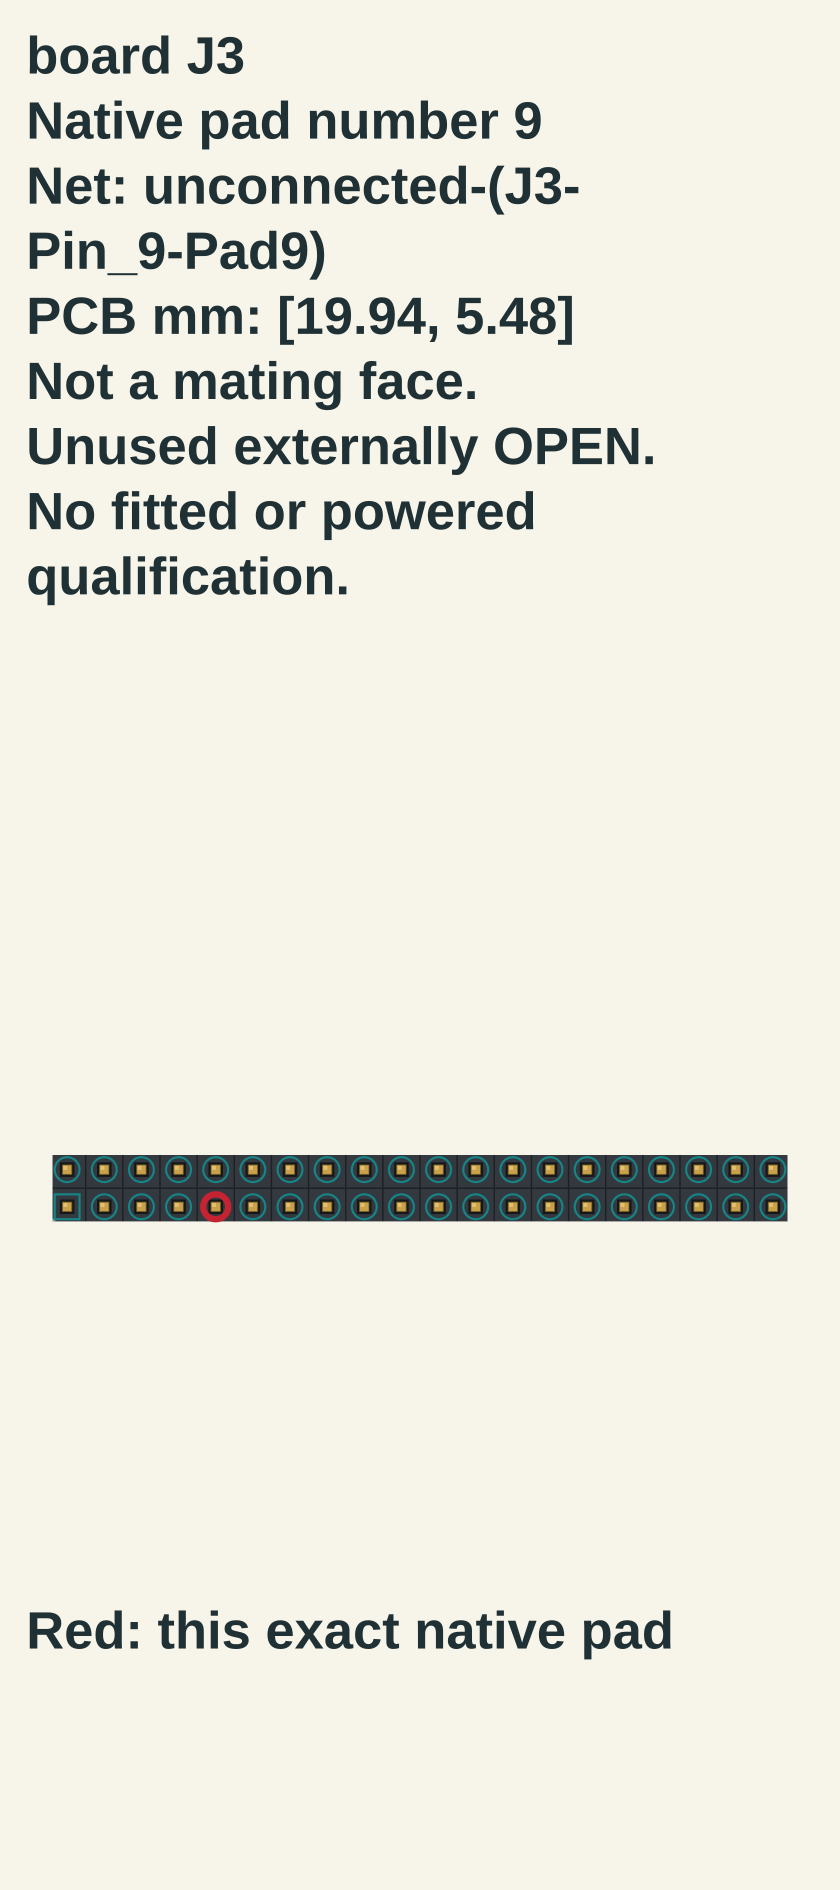 board J3
Native pad number 9
Net: unconnected-(J3-
Pin_9-Pad9)
PCB mm: [19.94, 5.48]
Not a mating face.
Unused externally OPEN.
No fitted or powered
qualification.
Red: this exact native pad